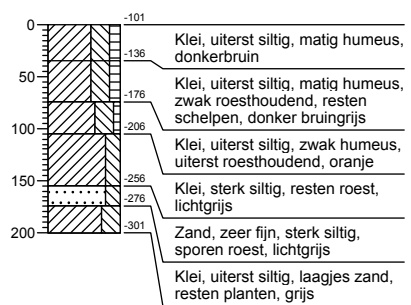 0
50
100
150
200
-101
-136
-176
-206
-256
-276
-301
Klei, uiterst siltig, matig humeus,
donkerbruin
Klei, uiterst siltig, matig humeus,
zwak roesthoudend, resten
schelpen, donker bruingrijs
Klei, uiterst siltig, zwak humeus,
uiterst roesthoudend, oranje
Klei, sterk siltig, resten roest,
lichtgrijs
Zand, zeer fijn, sterk siltig,
sporen roest, lichtgrijs
Klei, uiterst siltig, laagjes zand,
resten planten, grijs